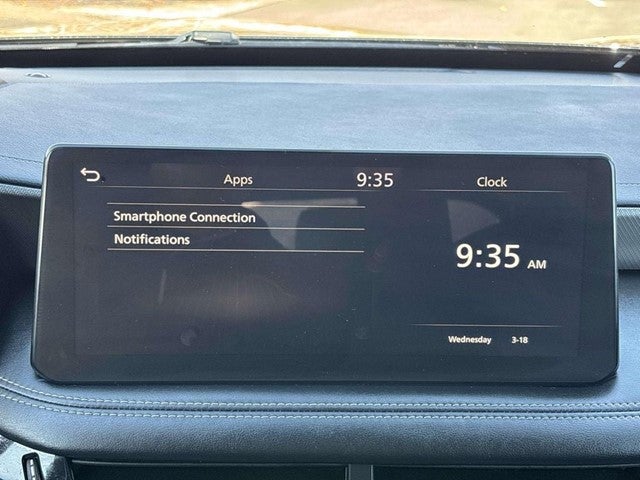 Apps 9:35 Clock
Smartphone Connection
Notifications
9:35 AM
Wednesday 3-18